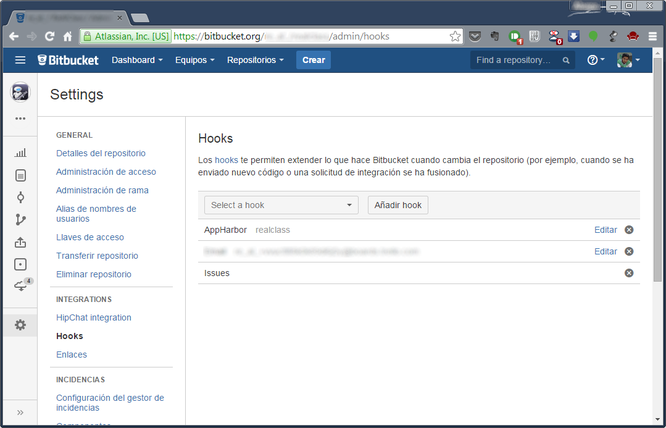 Atlassian, Inc. [US]
https://bitbucket.org/
/admin/hooks
1
0
Bitbucket
Dashboard
Equipos
Repositorios
Crear
Find a repository...
Settings
4
GENERAL
Detalles del repositorio
Administración de acceso
Administración de rama
Alias de nombres de
usuarios
Llaves de acceso
Transferir repositorio
Eliminar repositorio
INTEGRATIONS
HipChat integration
Hooks
Enlaces
INCIDENCIAS
Configuración del gestor de
incidencias
Hooks
Los hooks te permiten extender lo que hace Bitbucket cuando cambia el repositorio (por ejemplo, cuando se ha
enviado nuevo código o una solicitud de integración se ha fusionado).
Select a hook
Añadir hook
AppHarbor realclass Editar
Editar
Issues